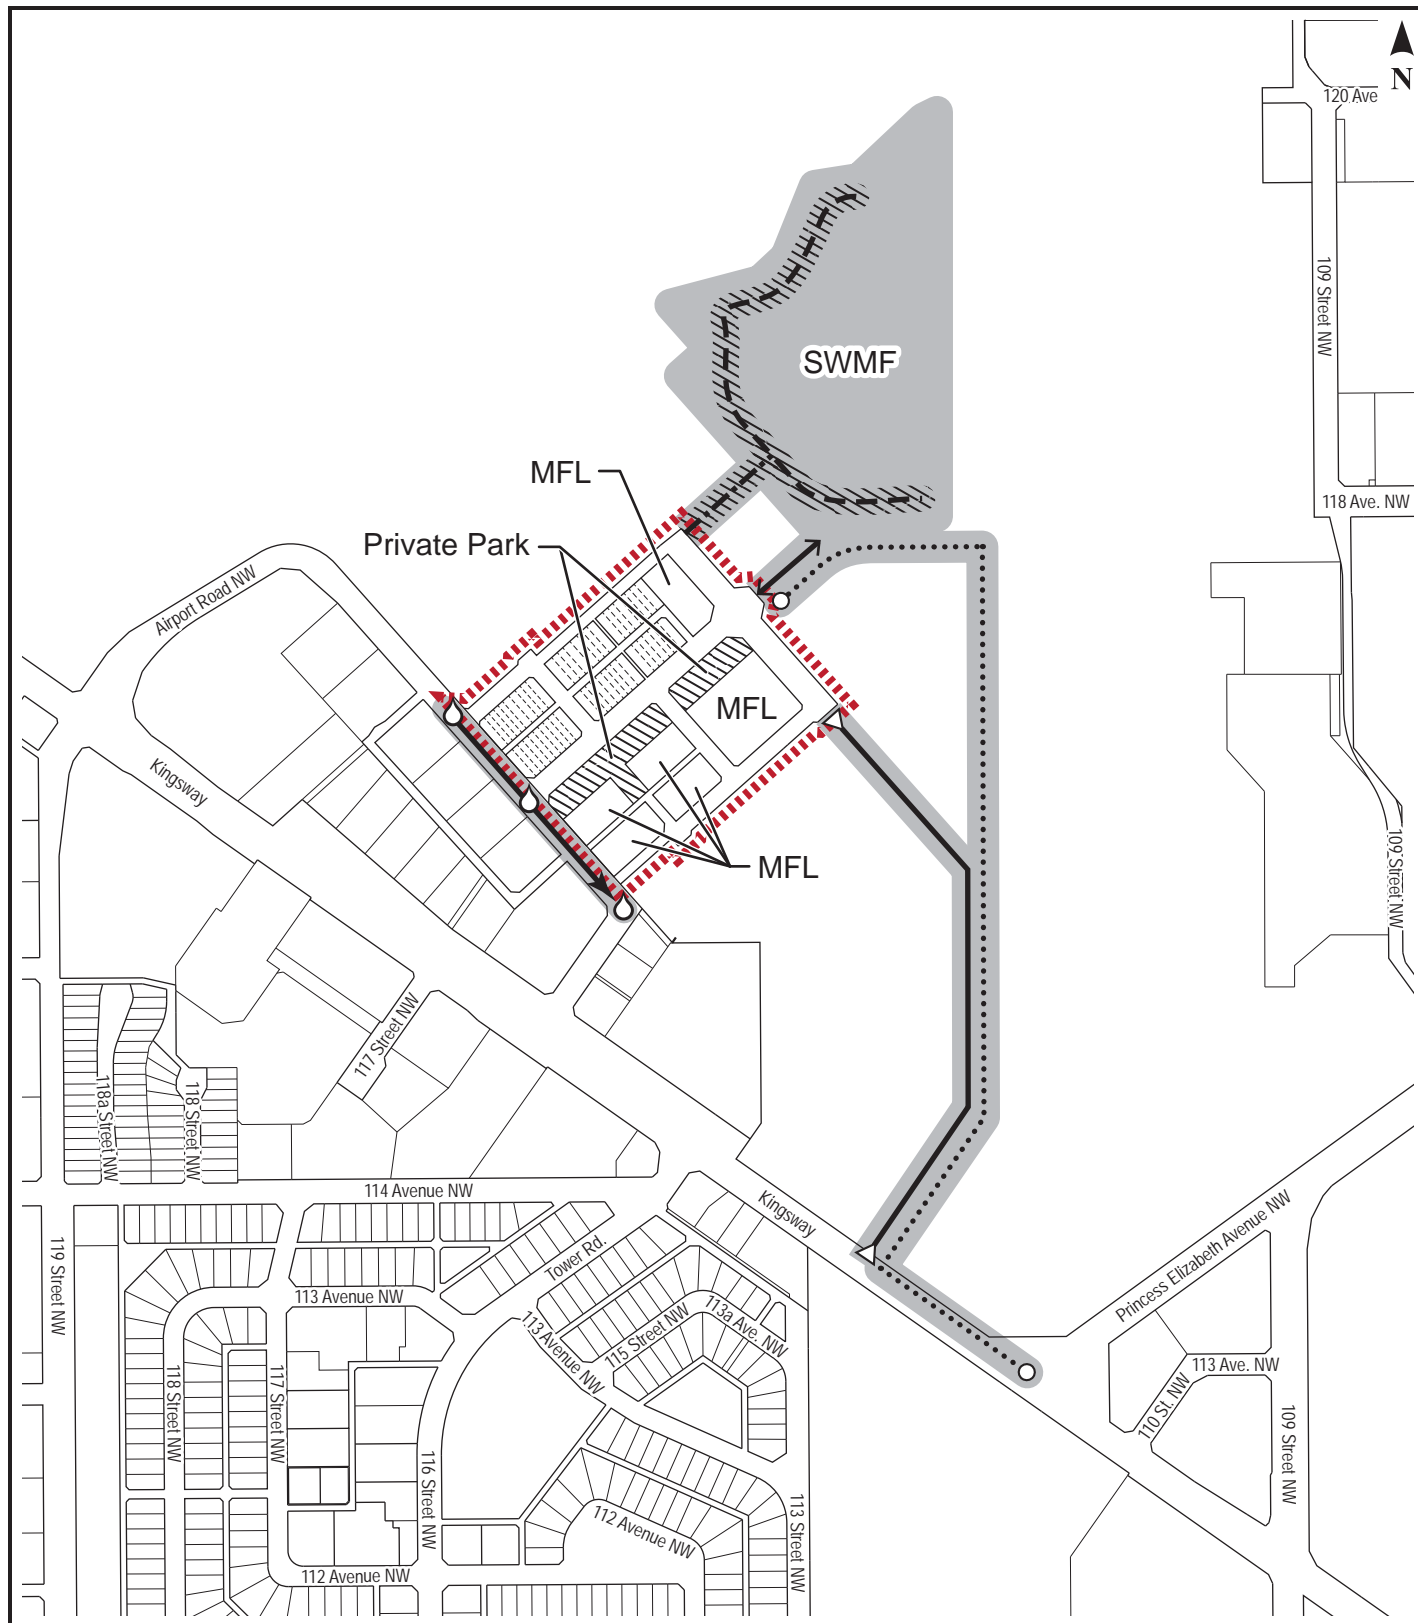 N
120 Ave
109 Street NW
SWMF
MFL
118 Ave. NW
Private Park
Airport Road NW
MFL
Kingsway
109 Street NW
MFL
117 Street NW
118a Street NW
118 Street NW
114 Avenue NW
Kingsway
Princess Elizabeth Avenue NW
119 Street NW
Tower Rd.
113 Avenue NW
113a Ave. NW
115 Street NW
113 Avenue NW
113 Ave. NW
110 St. NW
118 Street NW
117 Street NW
109 Street NW
116 Street NW
113 Street NW
112 Avenue NW
112 Avenue NW